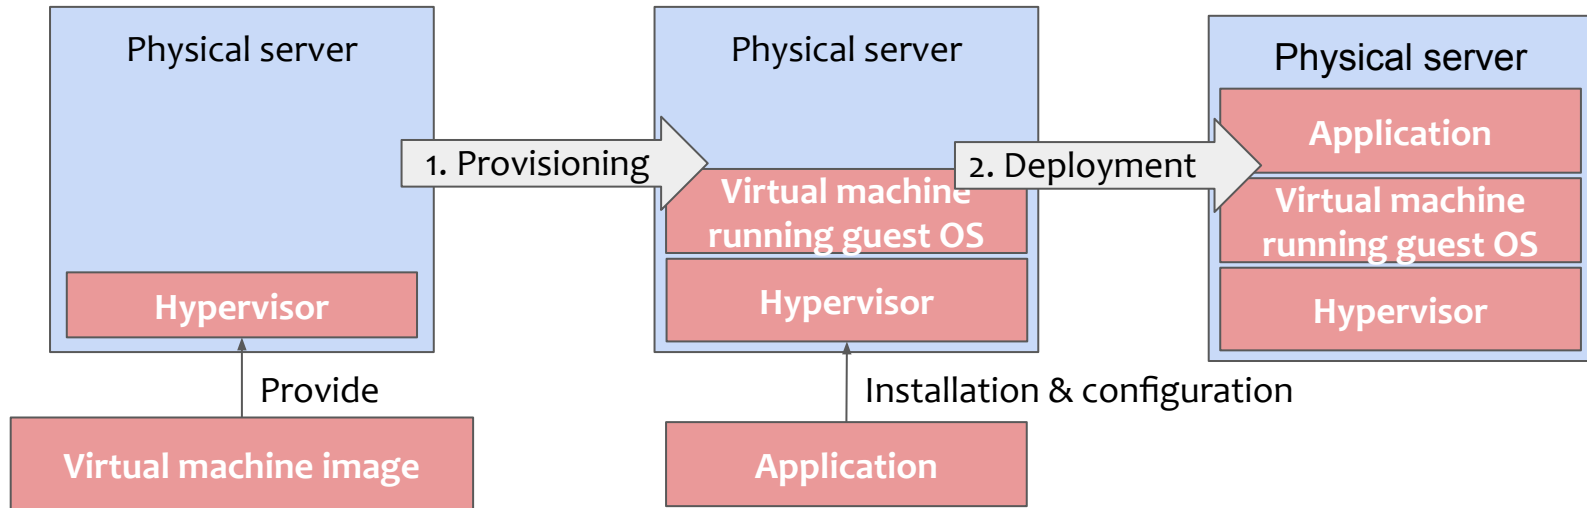 Physical server
Hypervisor
Provide
Virtual machine image
1. Provisioning
Physical server
Virtual machine
running guest OS
Hypervisor
Installation & configuration
Application
2. Deployment
Physical server
Application
Virtual machine
running guest OS
Hypervisor